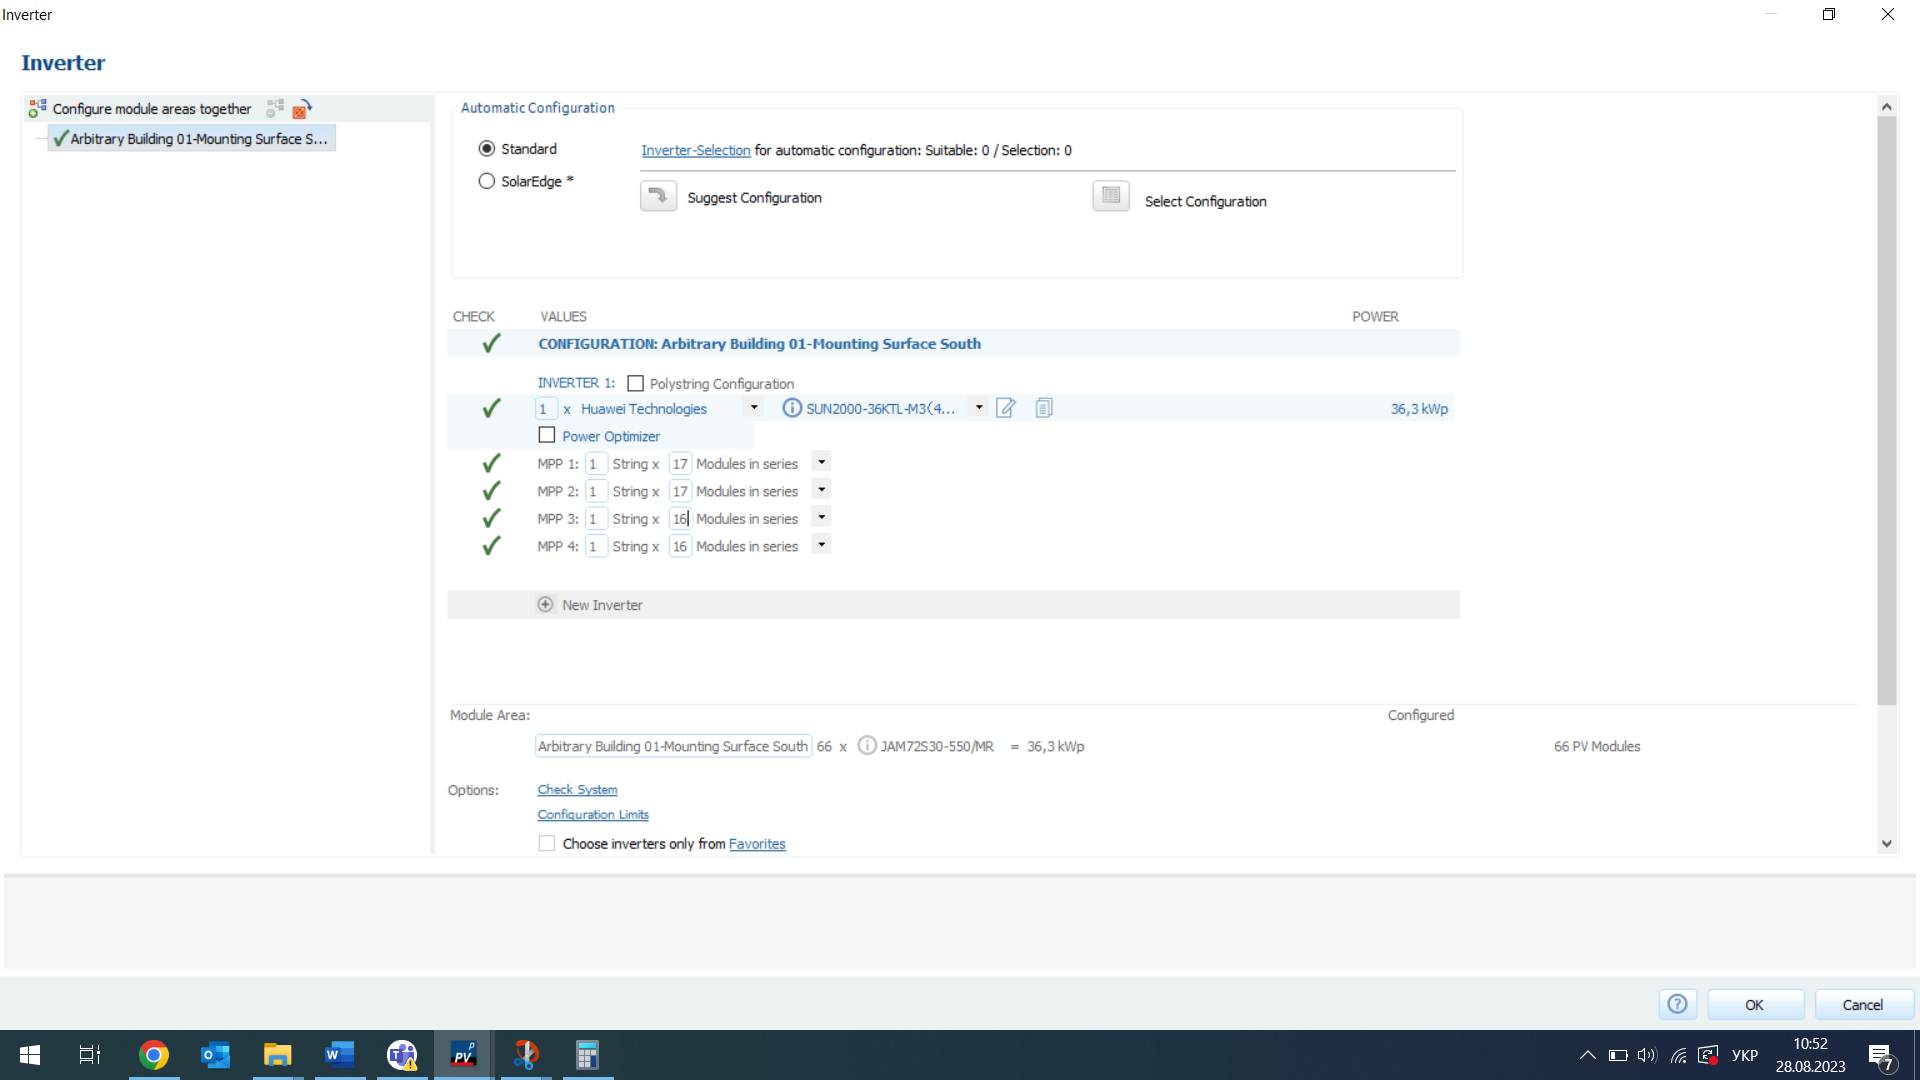 Inverter
Inverter
Configure module areas together
Arbitrary Building 01-Mounting Surface S...
Automatic Configuration
Standard
Inverter-Selection for automatic configuration: Suitable: 0 / Selection: 0
SolarEdge *
Suggest Configuration
Select Configuration
CHECK VALUES POWER
CONFIGURATION: Arbitrary Building 01-Mounting Surface South
INVERTER 1: Polystring Configuration
1 x Huawei Technologies SUN2000-36KTL-M3(4... 36,3 kWp
Power Optimizer
MPP 1: 1 String x 17 Modules in series
MPP 2: 1 String x 17 Modules in series
MPP 3: 1 String x 16 Modules in series
MPP 4: 1 String x 16 Modules in series
New Inverter
Module Area: Configured
Arbitrary Building 01-Mounting Surface South 66 x JAM72S30-550/MR = 36,3 kWp 66 PV Modules
Options: Check System
Configuration Limits
Choose inverters only from Favorites
? OK Cancel
УКР
10:52
28.08.2023
7